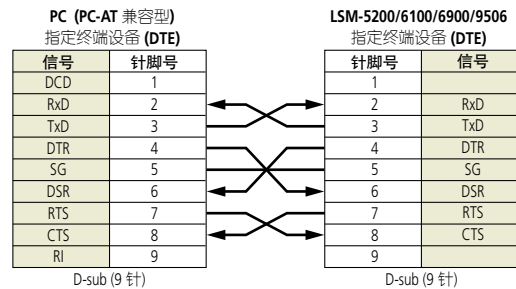 PC (PC-AT 兼容型) LSM-5200/6100/6900/9506
指定终端设备 (DTE) 指定终端设备 (DTE)
信号 针脚号 针脚号 信号
DCD 1 1
RxD 2 2 RxD
TxD 3 3 TxD
DTR 4 4 DTR
SG 5 5 SG
DSR 6 6 DSR
RTS 7 7 RTS
CTS 8 8 CTS
RI 9 9
D-sub (9 针) D-sub (9 针)